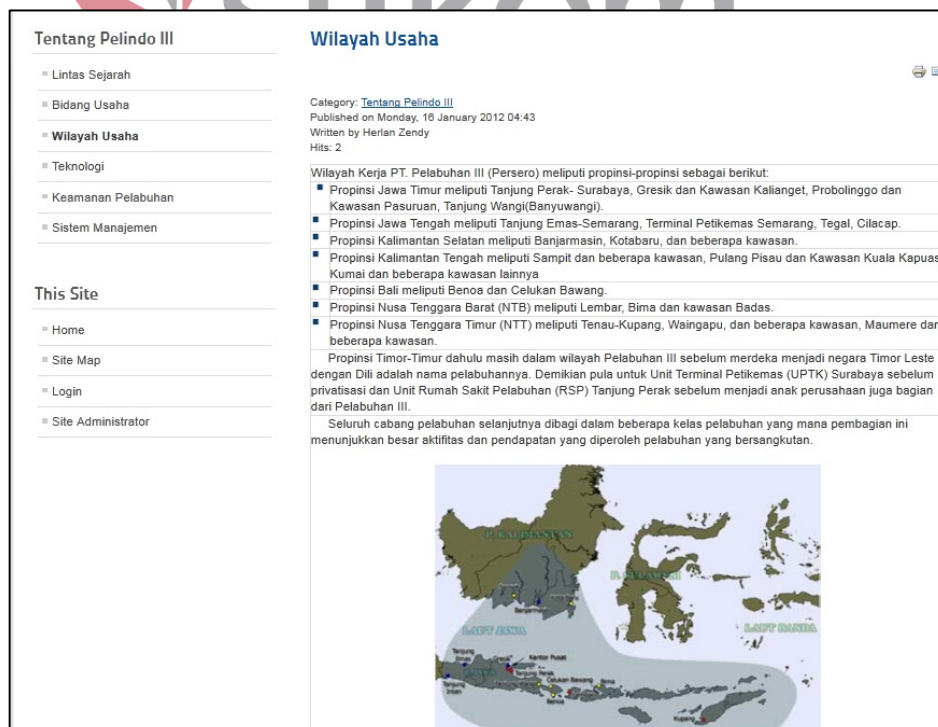 Tentang Pelindo III
Lintas Sejarah
Bidang Usaha
Wilayah Usaha
Teknologi
Keamanan Pelabuhan
Sistem Manajemen
This Site
Home
Site Map
Login
Site Administrator
Wilayah Usaha
Category: Tentang Pelindo III
Published on Monday, 16 January 2012 04:43
Written by Herlan Zendy
Hits: 2
Wilayah Kerja PT. Pelabuhan III (Persero) meliputi propinsi-propinsi sebagai berikut:
Propinsi Jawa Timur meliputi Tanjung Perak- Surabaya, Gresik dan Kawasan Kalianget, Probolinggo dan
Kawasan Pasuruan, Tanjung Wangi(Banyuwangi).
Propinsi Jawa Tengah meliputi Tanjung Emas-Semarang, Terminal Petikemas Semarang, Tegal, Cilacap.
Propinsi Kalimantan Selatan meliputi Banjarmasin, Kotabaru, dan beberapa kawasan.
Propinsi Kalimantan Tengah meliputi Sampit dan beberapa kawasan, Pulang Pisau dan Kawasan Kuala Kapuas
Kumai dan beberapa kawasan lainnya
Propinsi Bali meliputi Benoa dan Celukan Bawang.
Propinsi Nusa Tenggara Barat (NTB) meliputi Lembar, Bima dan kawasan Badas.
Propinsi Nusa Tenggara Timur (NTT) meliputi Tenau-Kupang, Waingapu, dan beberapa kawasan, Maumere dan
beberapa kawasan.
Propinsi Timor-Timur dahulu masih dalam wilayah Pelabuhan III sebelum merdeka menjadi negara Timor Leste
dengan Dili adalah nama pelabuhannya. Demikian pula untuk Unit Terminal Petikemas (UPTK) Surabaya sebelum
privatisasi dan Unit Rumah Sakit Pelabuhan (RSP) Tanjung Perak sebelum menjadi anak perusahaan juga bagian
dari Pelabuhan III.
Seluruh cabang pelabuhan selanjutnya dibagi dalam beberapa kelas pelabuhan yang mana pembagian ini
menunjukkan besar aktifitas dan pendapatan yang diperoleh pelabuhan yang bersangkutan.
P. KALIMANTAN
P. SULAWESI
Banjarmasin
LAUT JAWA
LAUT BANDA
Tanjung Emas
Gresik
Kantor Pusat
Tanjung Perak
P. JAWA
Tanjung Intan
Celukan Bawang
Bima
Benoa
Kupang